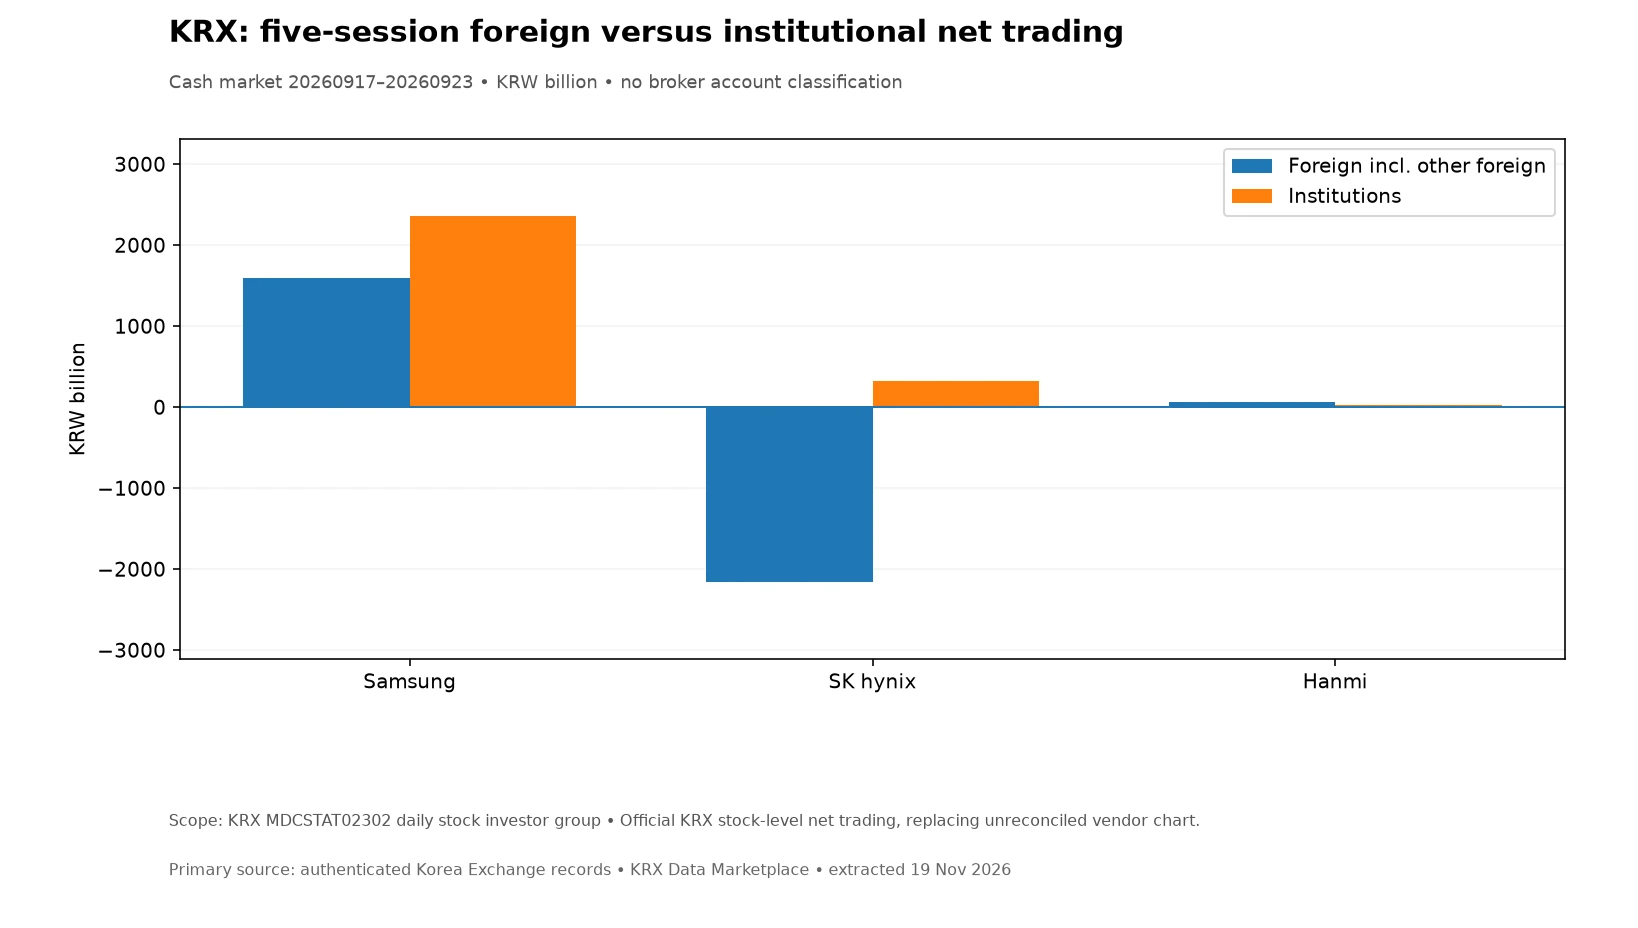 KRX: five-session foreign versus institutional net trading
Cash market 20260917–20260923 • KRW billion • no broker account classification
Foreign incl. other foreign
Institutions
3000
2000
1000
0
−1000
−2000
−3000
KRW billion
Samsung
SK hynix
Hanmi
Scope: KRX MDCSTAT02302 daily stock investor group • Official KRX stock-level net trading, replacing unreconciled vendor chart.
Primary source: authenticated Korea Exchange records • KRX Data Marketplace • extracted 19 Nov 2026